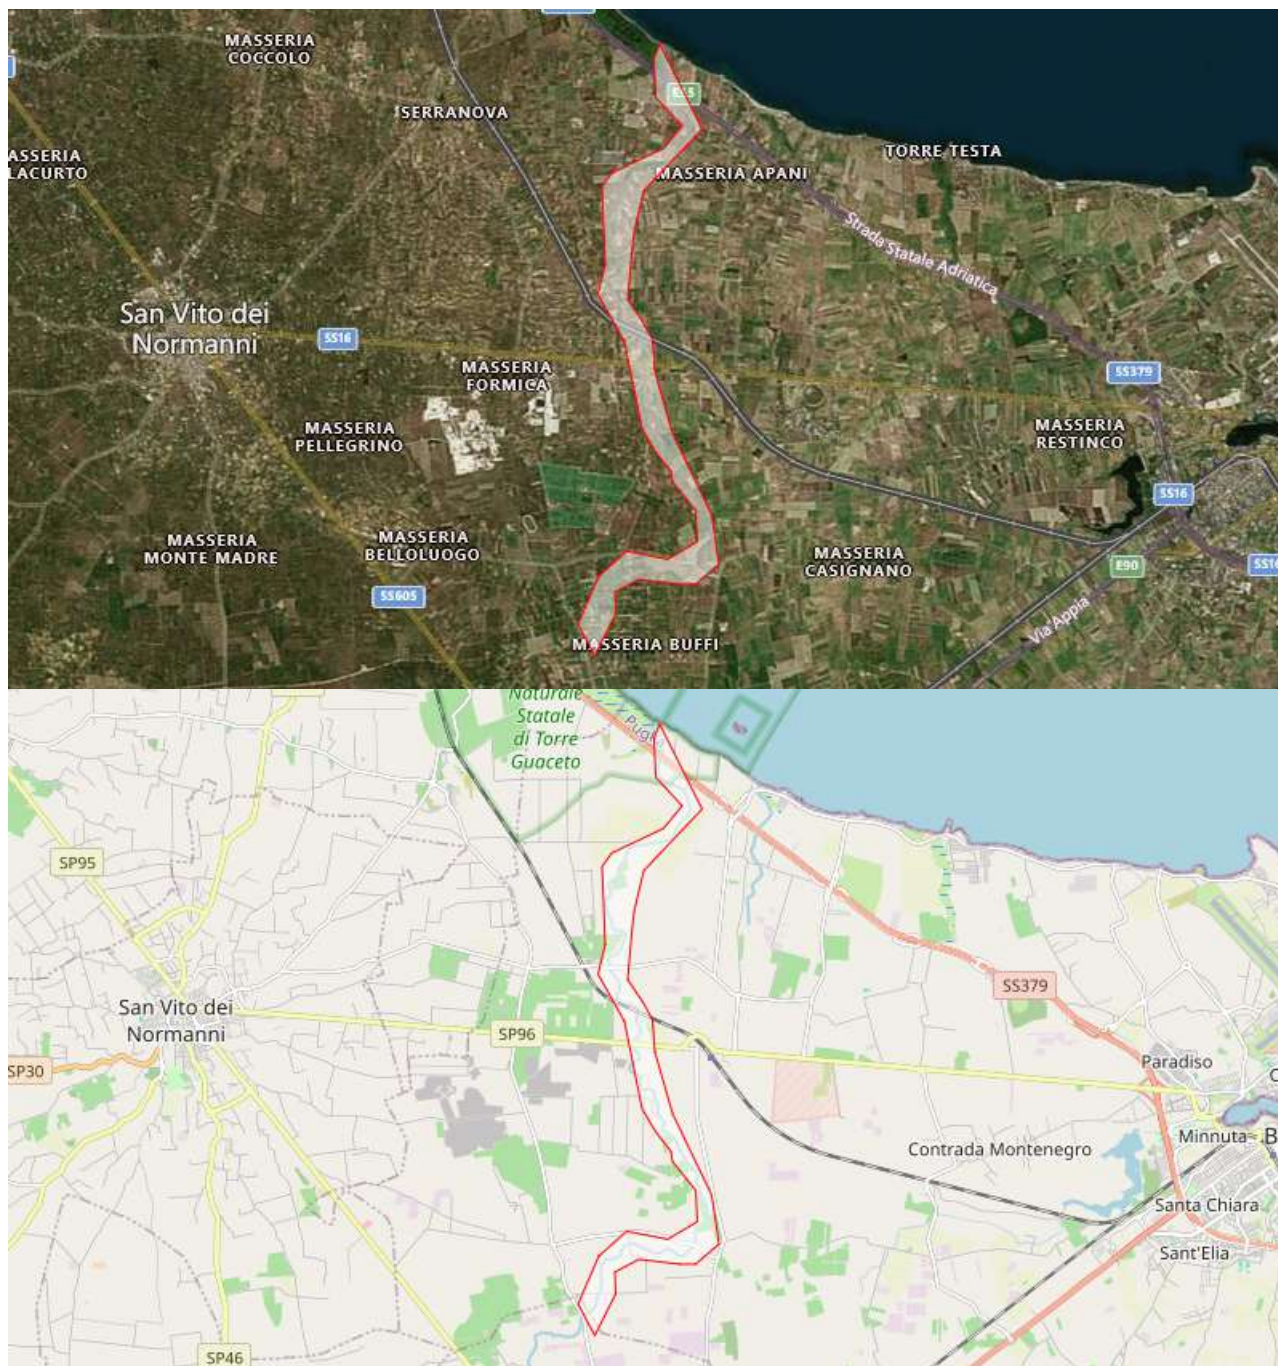 MASSERIA
COCCOLO
SERRANOVA
ASSERIA
LACURTO
TORRE TESTA
MASSERIA APANI
Strada Statale Adriatica
San Vito dei
Normanni
SS16
MASSERIA
FORMICA
SS379
MASSERIA
PELLEGRINO
MASSERIA
RESTINCO
SS16
MASSERIA
MONTE MADRE
MASSERIA
BELLOLUOGO
MASSERIA
CASIGNANO
E90
SS16
SS605
Via Appia
MASSERIA BUFFI
Naturale
Statale
di Torre
Guaceto
Pugl
SP95
SS379
San Vito dei
Normanni
SP96
SP30
Paradiso
C
Minnuta
B
Contrada Montenegro
Santa Chiara
Sant'Elia
SP46